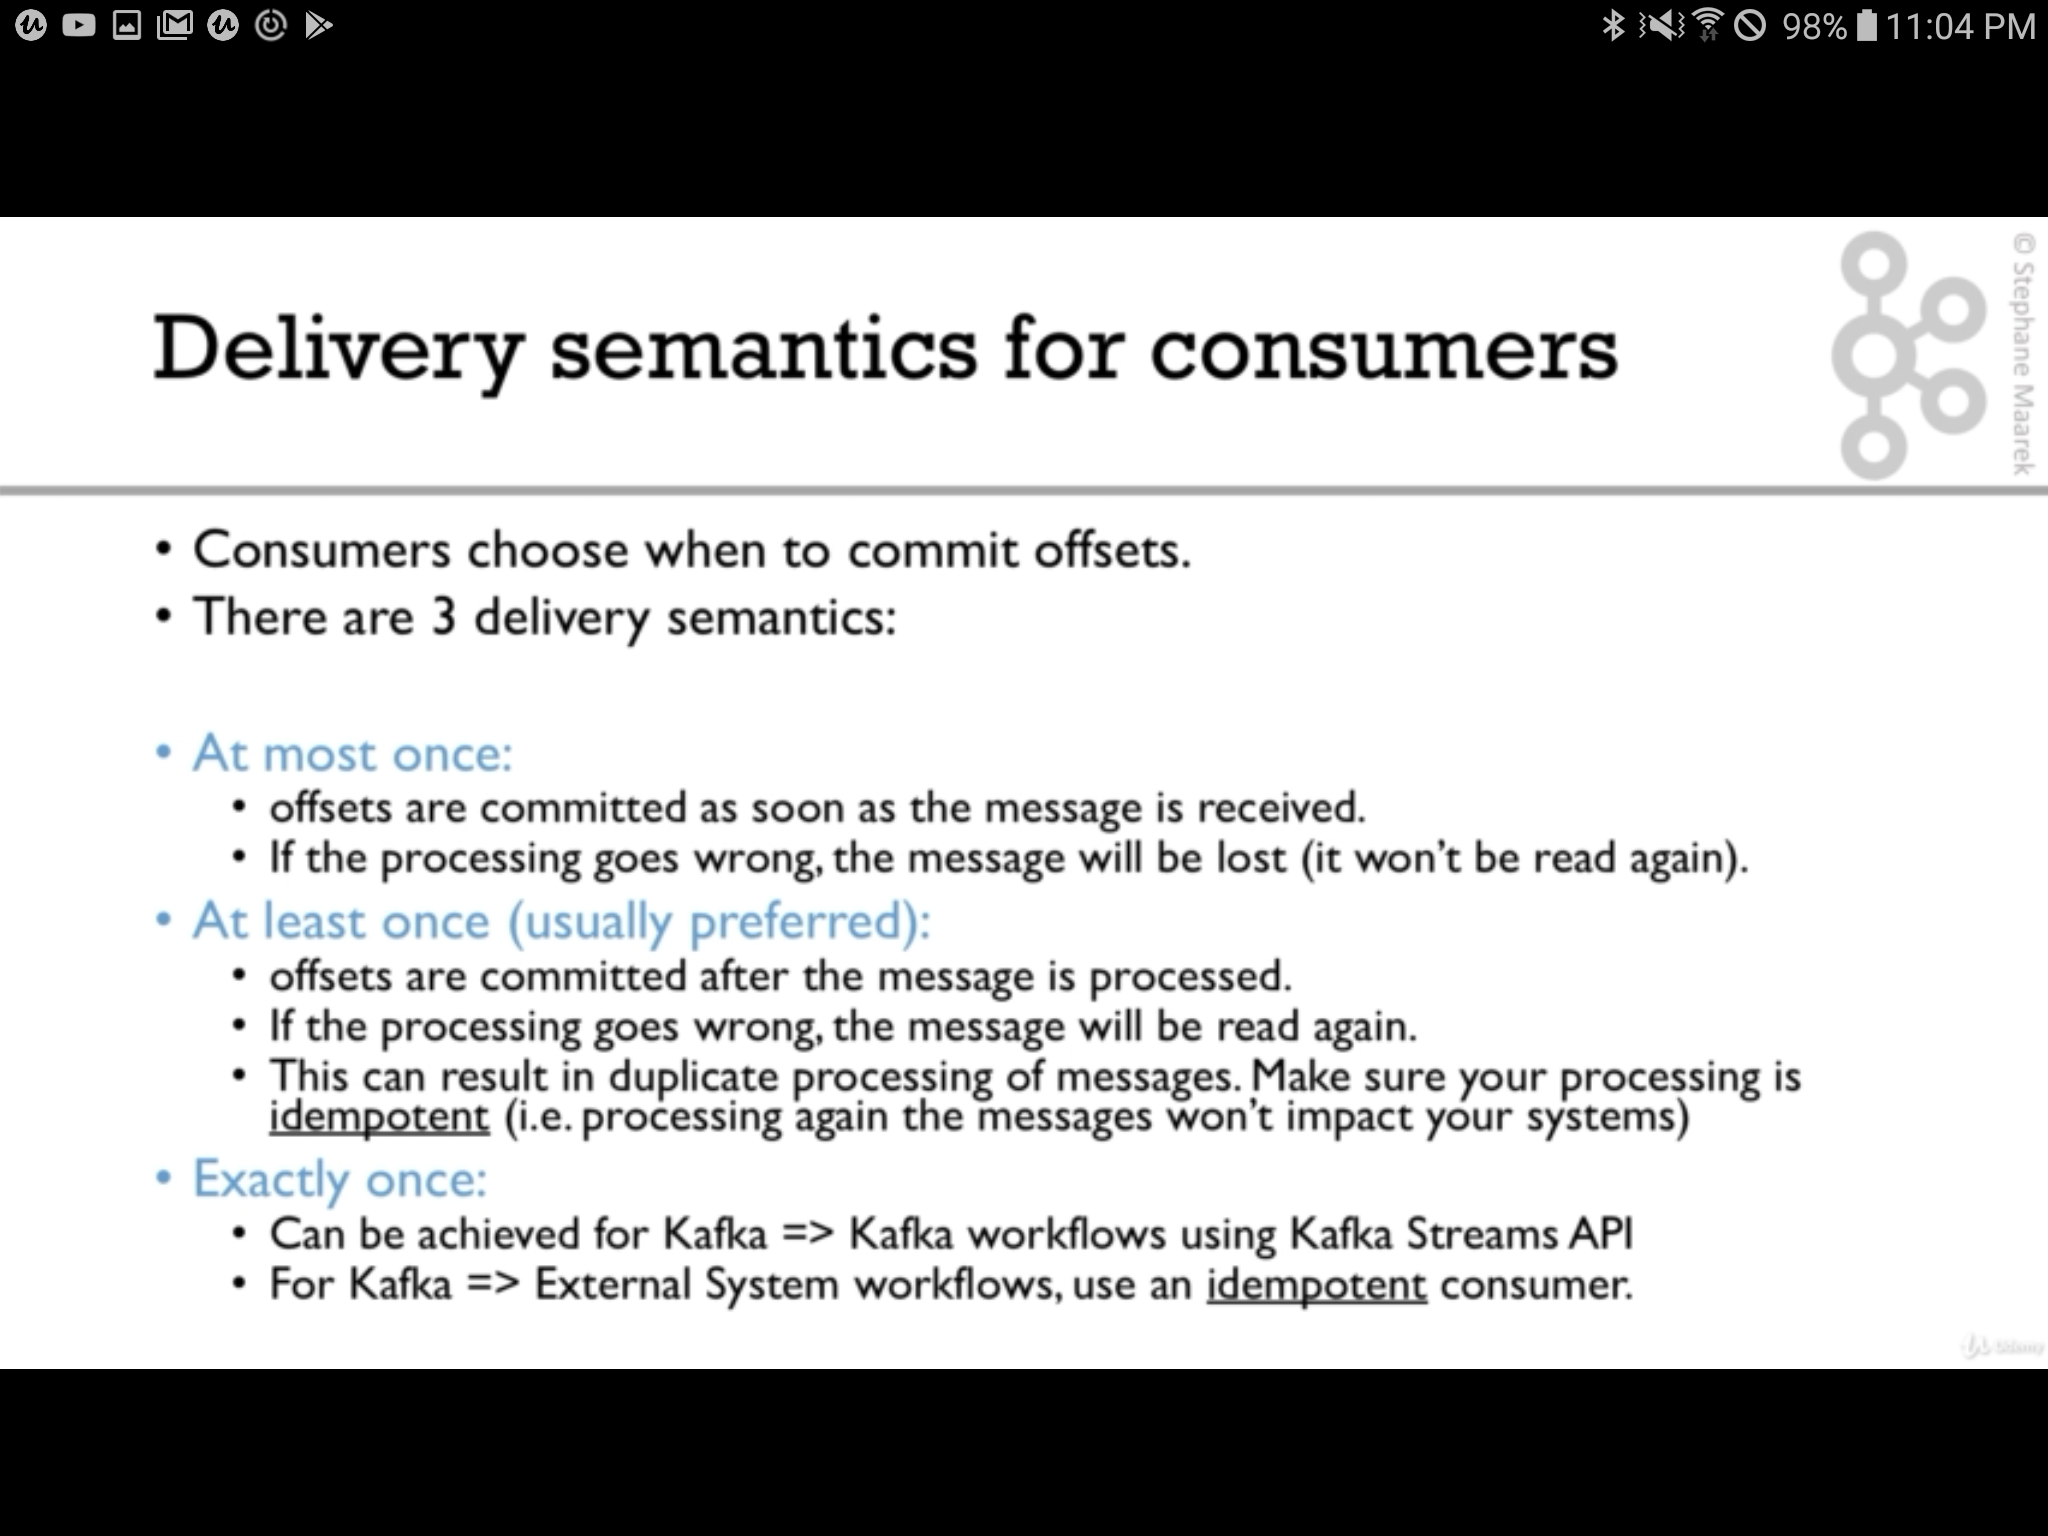 98% 11:04 PM
© Stephane Maarek
Delivery semantics for consumers
• Consumers choose when to commit offsets.
• There are 3 delivery semantics:
• At most once:
• offsets are committed as soon as the message is received.
• If the processing goes wrong, the message will be lost (it won't be read again).
• At least once (usually preferred):
• offsets are committed after the message is processed.
• If the processing goes wrong, the message will be read again.
• This can result in duplicate processing of messages. Make sure your processing is
idempotent (i.e. processing again the messages won't impact your systems)
• Exactly once:
• Can be achieved for Kafka => Kafka workflows using Kafka Streams API
• For Kafka => External System workflows, use an idempotent consumer.
Udemy